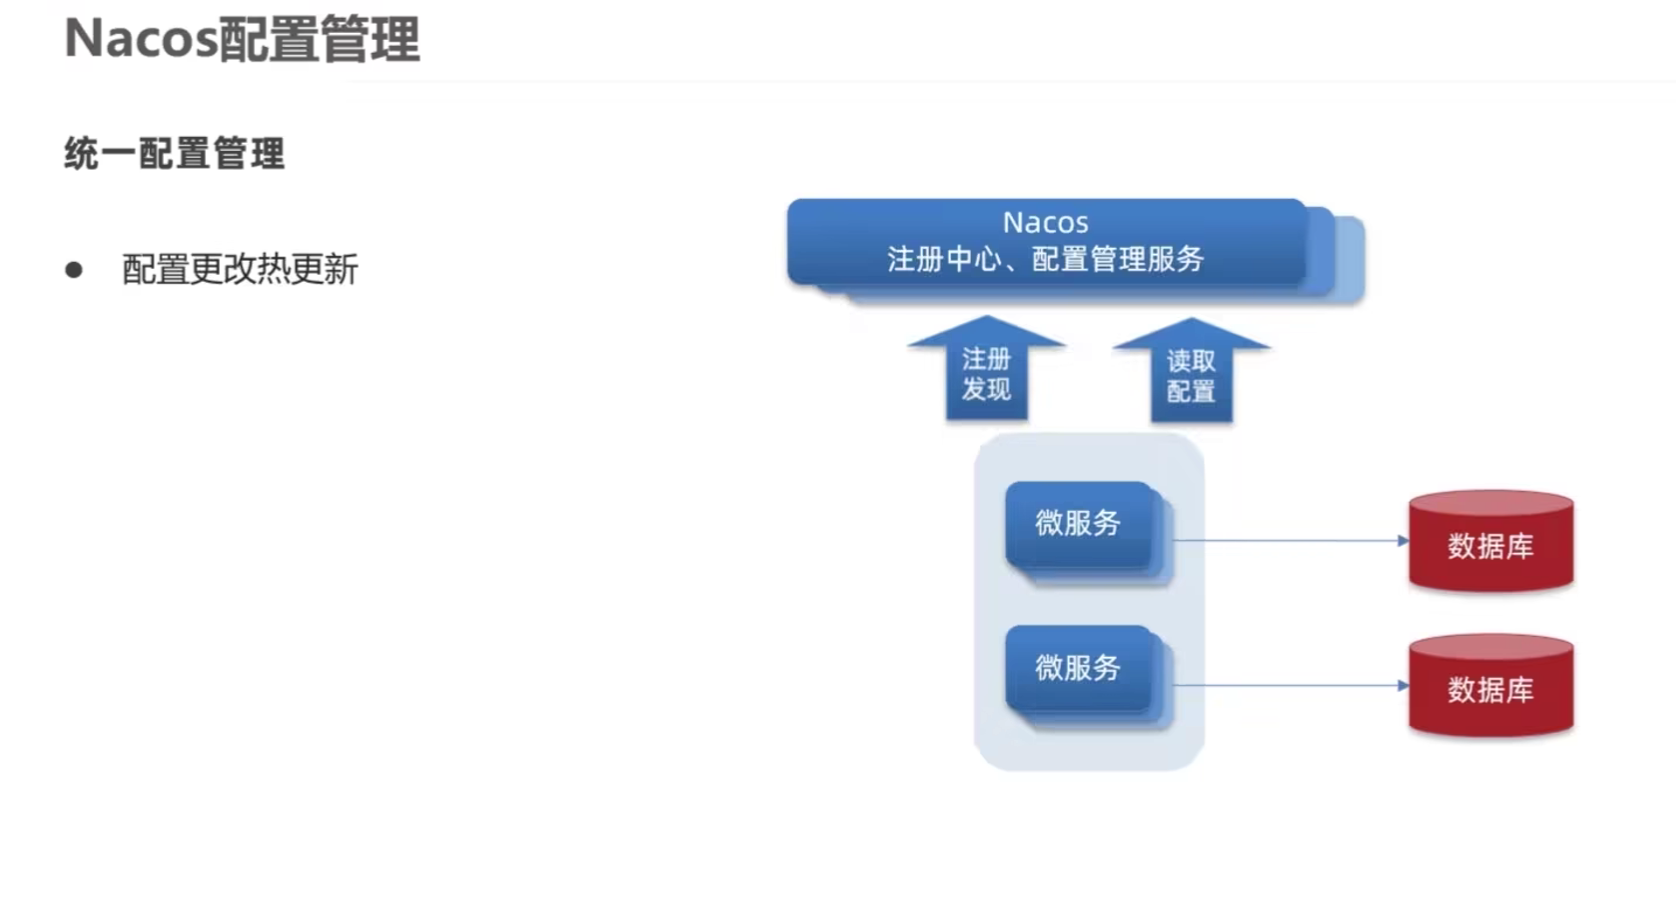 Nacos配置管理
统一配置管理
● 配置更改热更新
Nacos
注册中心、配置管理服务
注册
发现
读取
配置
微服务
数据库
微服务
数据库